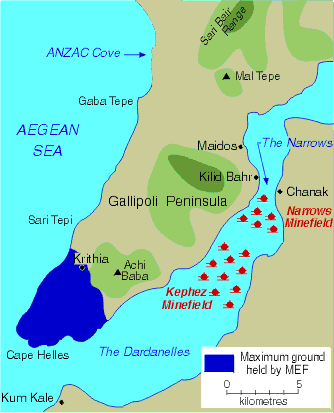 Sari Bair
Range
ANZAC Cove
Mal Tepe
Gaba Tepe
AEGEAN
SEA
Maidos
The Narrows
Kilid Bahr
Chanak
Gallipoli Peninsula
Narrows
Minefield
Sari Tepi
Krithia
Achi
Baba
Kephez
Minefield
Cape Helles
The Dardanelles
Maximum ground
held by MEF
0 5
kilometres
Kum Kale